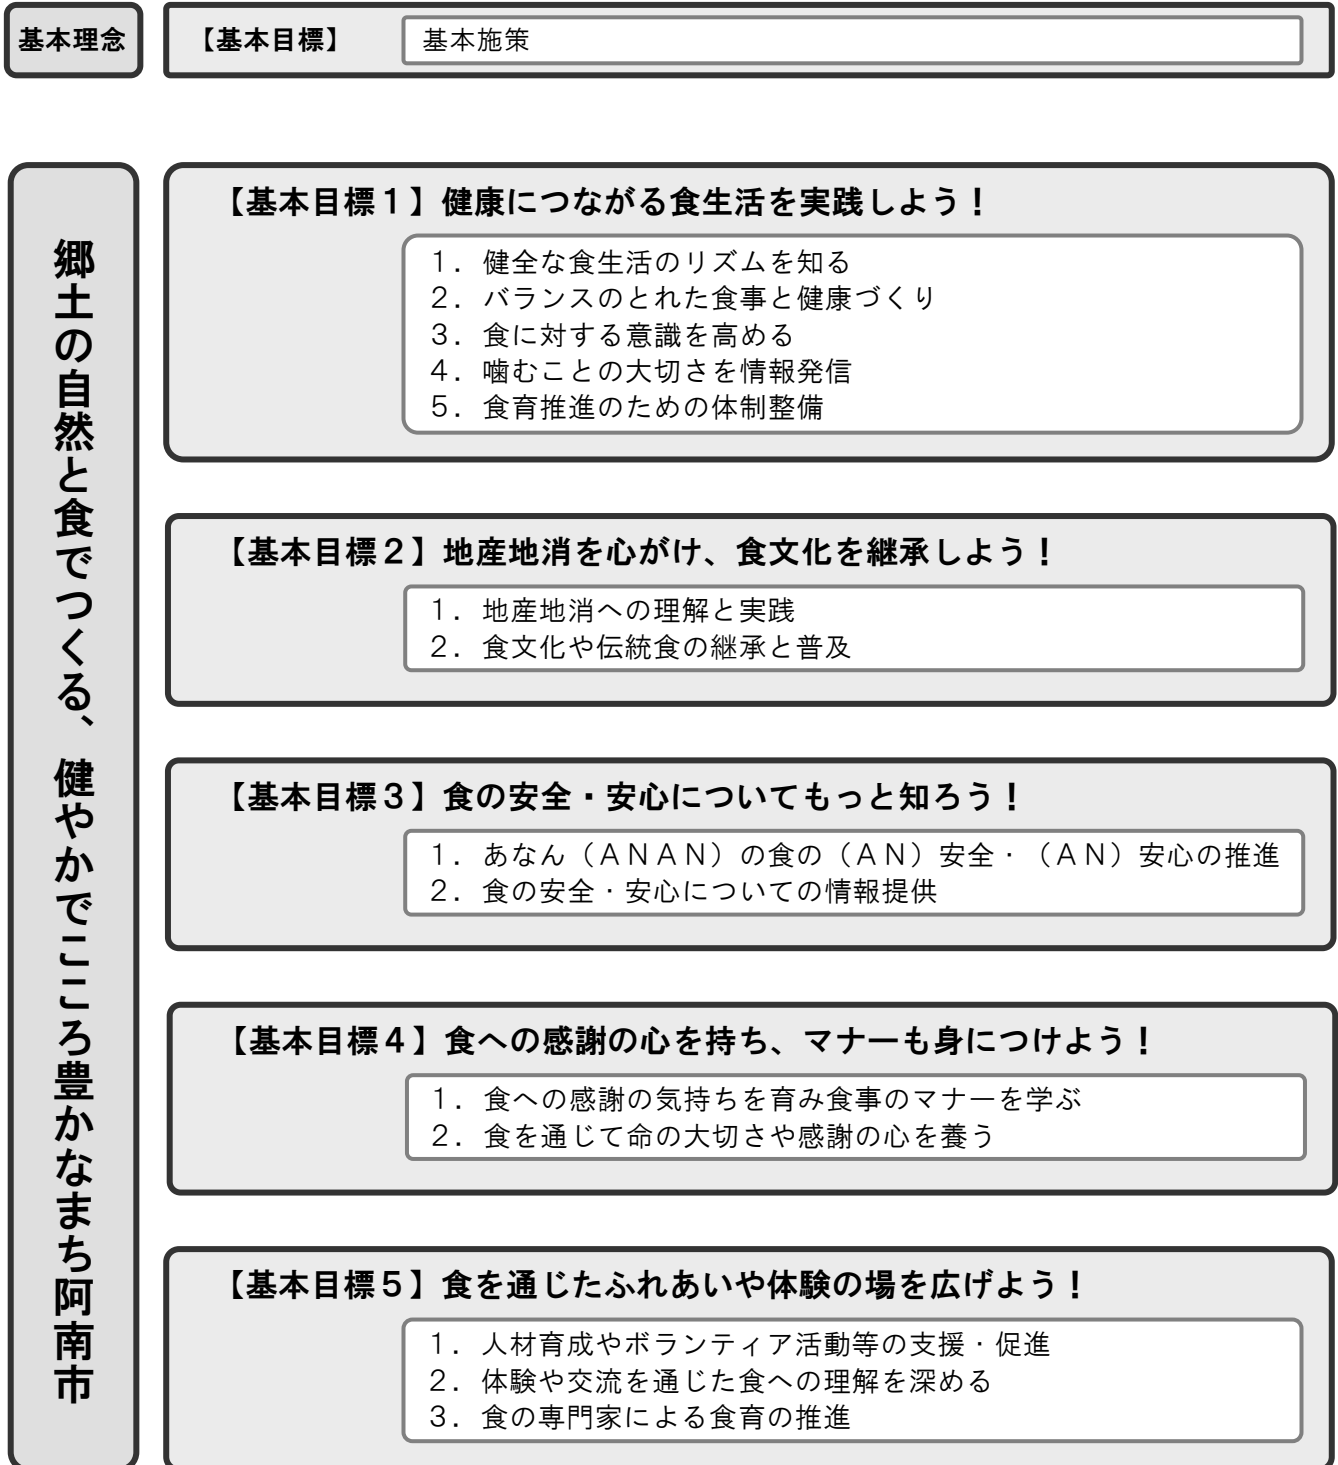 基本理念
【基本目標】
基本施策
郷土の自然と食でつくる、健やかでこころ豊かなまち阿南市
【基本目標１】健康につながる食生活を実践しよう！
１．健全な食生活のリズムを知る
２．バランスのとれた食事と健康づくり
３．食に対する意識を高める
４．噛むことの大切さを情報発信
５．食育推進のための体制整備
【基本目標２】地産地消を心がけ、食文化を継承しよう！
１．地産地消への理解と実践
２．食文化や伝統食の継承と普及
【基本目標３】食の安全・安心についてもっと知ろう！
１．あなん（ＡＮＡＮ）の食の（ＡＮ）安全・（ＡＮ）安心の推進
２．食の安全・安心についての情報提供
【基本目標４】食への感謝の心を持ち、マナーも身につけよう！
１．食への感謝の気持ちを育み食事のマナーを学ぶ
２．食を通じて命の大切さや感謝の心を養う
【基本目標５】食を通じたふれあいや体験の場を広げよう！
１．人材育成やボランティア活動等の支援・促進
２．体験や交流を通じた食への理解を深める
３．食の専門家による食育の推進